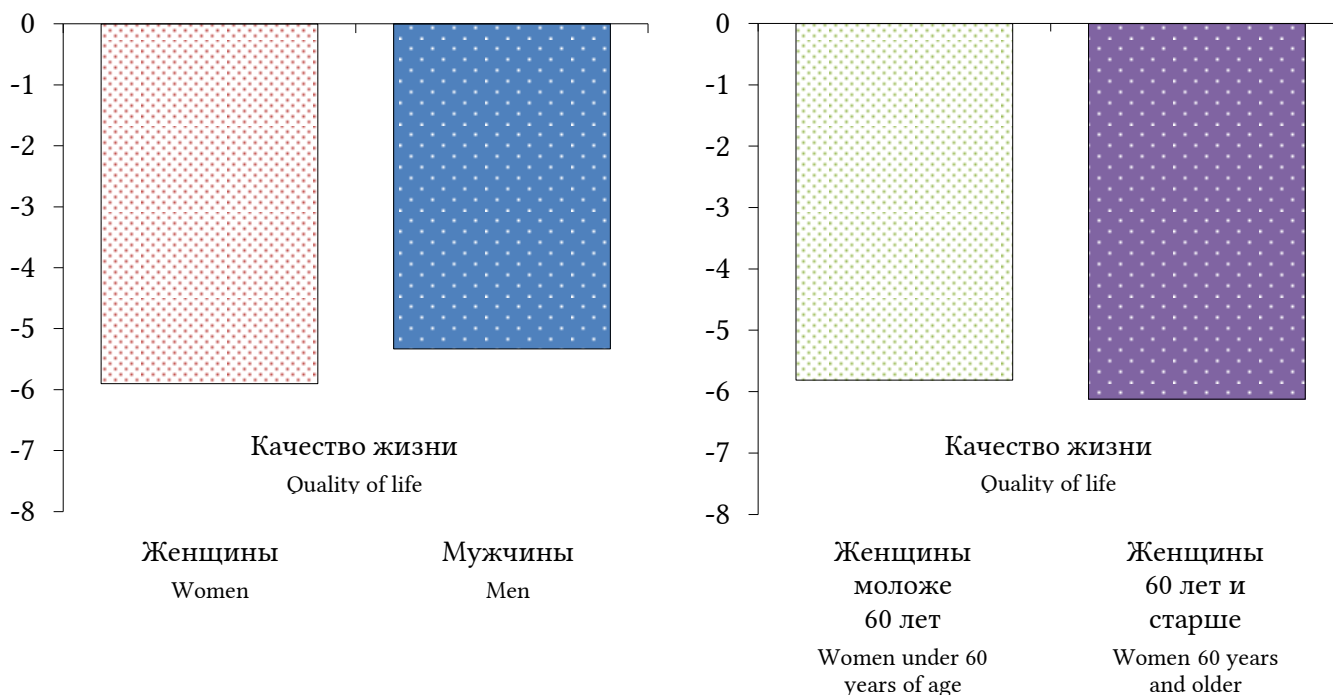 0
-1
-2
-3
-4
-5
-6
-7
-8
Качество жизни
Quality of life
Женщины
Women
Мужчины
Men
0
-1
-2
-3
-4
-5
-6
-7
-8
Качество жизни
Quality of life
Женщины
моложе
60 лет
Women under 60
years of age
Женщины
60 лет и
старше
Women 60 years
and older